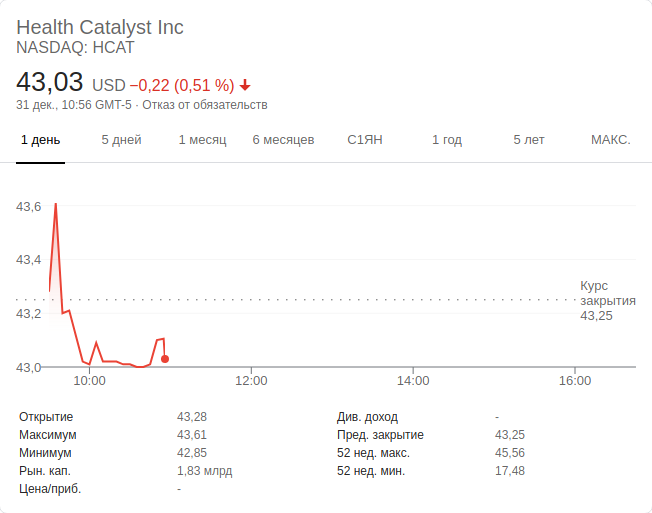 Health Catalyst Inc
NASDAQ: HCAT
43,03 USD −0,22 (0,51 %)
31 дек., 10:56 GMT-5 · Отказ от обязательств
1 день 5 дней 1 месяц 6 месяцев С1ЯН 1 год 5 лет МАКС.
43,6
43,4
43,2
43,0
Курс
закрытия
43,25
10:00 12:00 14:00 16:00
Открытие 43,28 Див. доход -
Максимум 43,61 Пред. закрытие 43,25
Минимум 42,85 52 нед. макс. 45,56
Рын. кап. 1,83 млрд 52 нед. мин. 17,48
Цена/приб. -